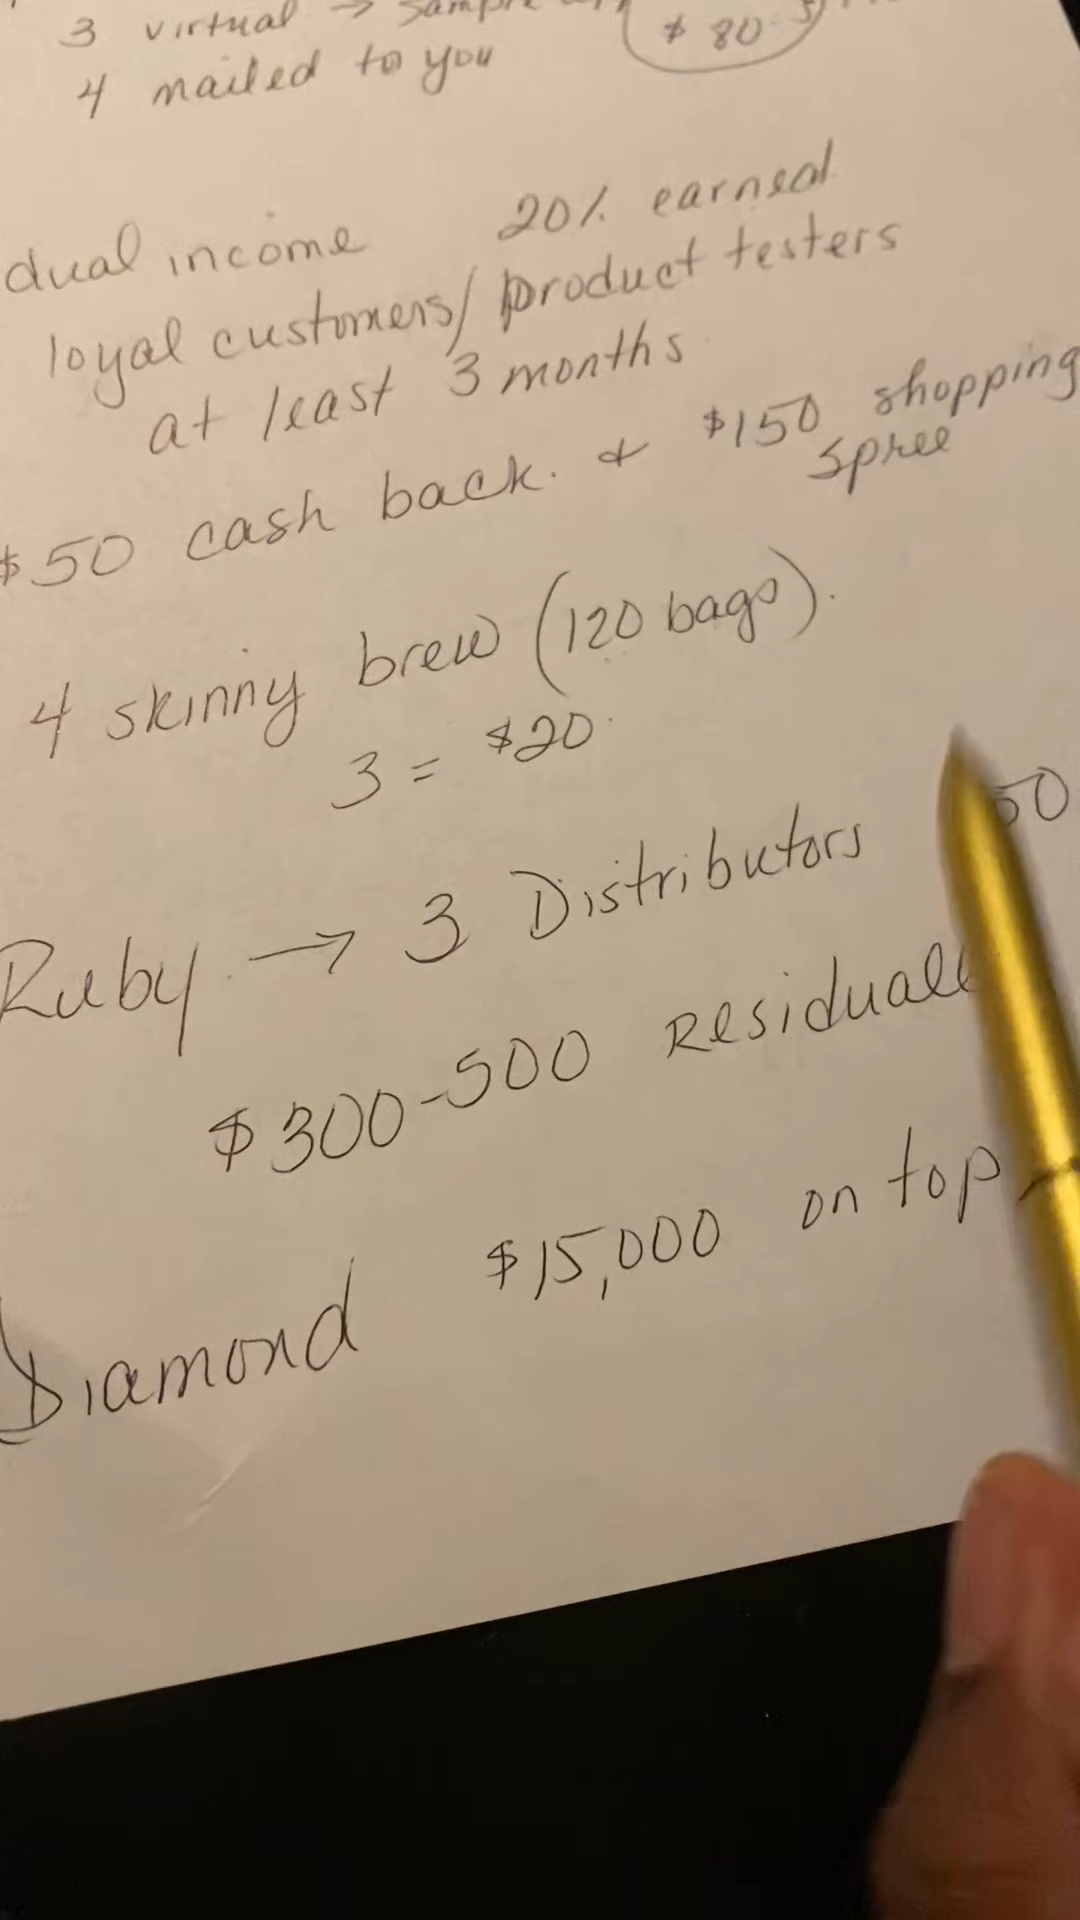 3 virtual →
4 mailed to you
$80
dual income 20% earned
loyal customers/product testers
at least 3 months
$50 cash back. & $150 shopping
spree
4 skinny brew (120 bags).
3 = $20
Ruby → 3 Distributors
$300-500
Diamond $15,000 on top